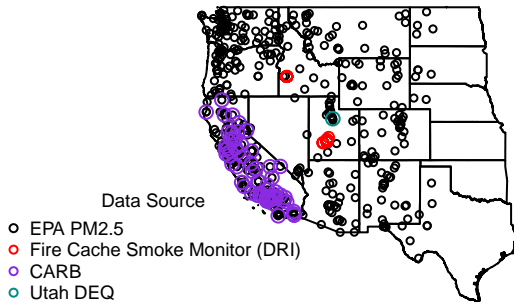 Data Source
EPA PM2.5
Fire Cache Smoke Monitor (DRI)
CARB
Utah DEQ